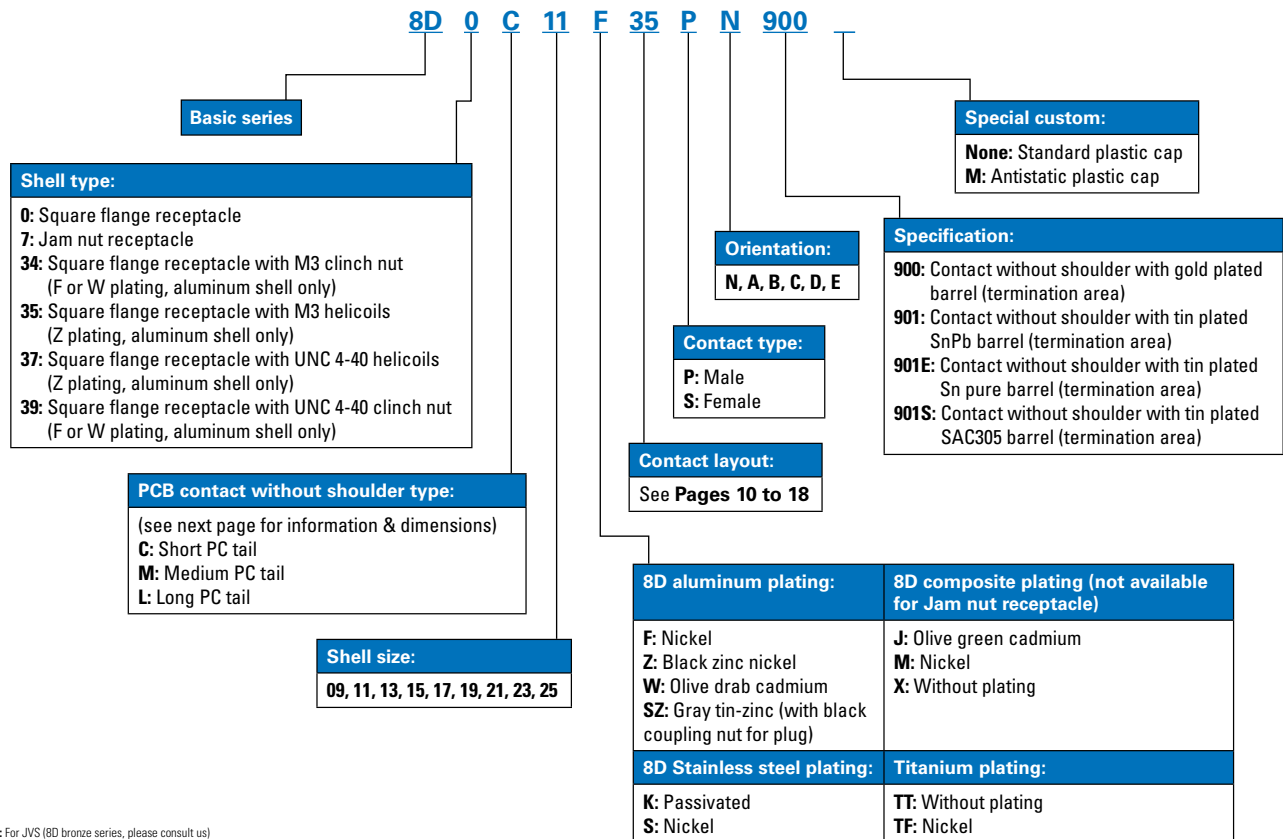 8D 0 C 11 F 35 P N 900 _
Basic series
Shell type:
0: Square flange receptacle
7: Jam nut receptacle
34: Square flange receptacle with M3 clinch nut
(F or W plating, aluminum shell only)
35: Square flange receptacle with M3 helicoils
(Z plating, aluminum shell only)
37: Square flange receptacle with UNC 4-40 helicoils
(Z plating, aluminum shell only)
39: Square flange receptacle with UNC 4-40 clinch nut
(F or W plating, aluminum shell only)
PCB contact without shoulder type:
(see next page for information & dimensions)
C: Short PC tail
M: Medium PC tail
L: Long PC tail
Shell size:
09, 11, 13, 15, 17, 19, 21, 23, 25
8D aluminum plating:
F: Nickel
Z: Black zinc nickel
W: Olive drab cadmium
SZ: Gray tin-zinc (with black
coupling nut for plug)
8D composite plating (not available
for Jam nut receptacle)
J: Olive green cadmium
M: Nickel
X: Without plating
8D Stainless steel plating:
K: Passivated
S: Nickel
Titanium plating:
TT: Without plating
TF: Nickel
Contact layout:
See Pages 10 to 18
Contact type:
P: Male
S: Female
Orientation:
N, A, B, C, D, E
Specification:
900: Contact without shoulder with gold plated
barrel (termination area)
901: Contact without shoulder with tin plated
SnPb barrel (termination area)
901E: Contact without shoulder with tin plated
Sn pure barrel (termination area)
901S: Contact without shoulder with tin plated
SAC305 barrel (termination area)
Special custom:
None: Standard plastic cap
M: Antistatic plastic cap
: For JVS (8D bronze series, please consult us)